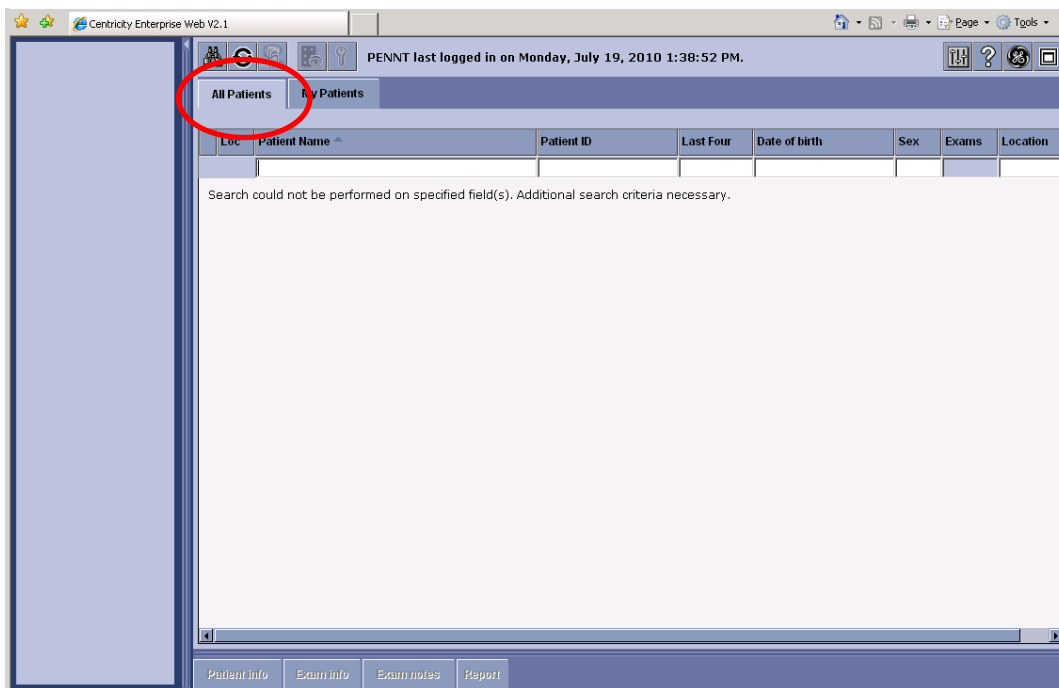 Centricity Enterprise Web V2.1
Page Tools
PENNT last logged in on Monday, July 19, 2010 1:38:52 PM.
All Patients My Patients
Loc Patient Name Patient ID Last Four Date of birth Sex Exams Location
Search could not be performed on specified field(s). Additional search criteria necessary.
Patient info Exam info Exam notes Report